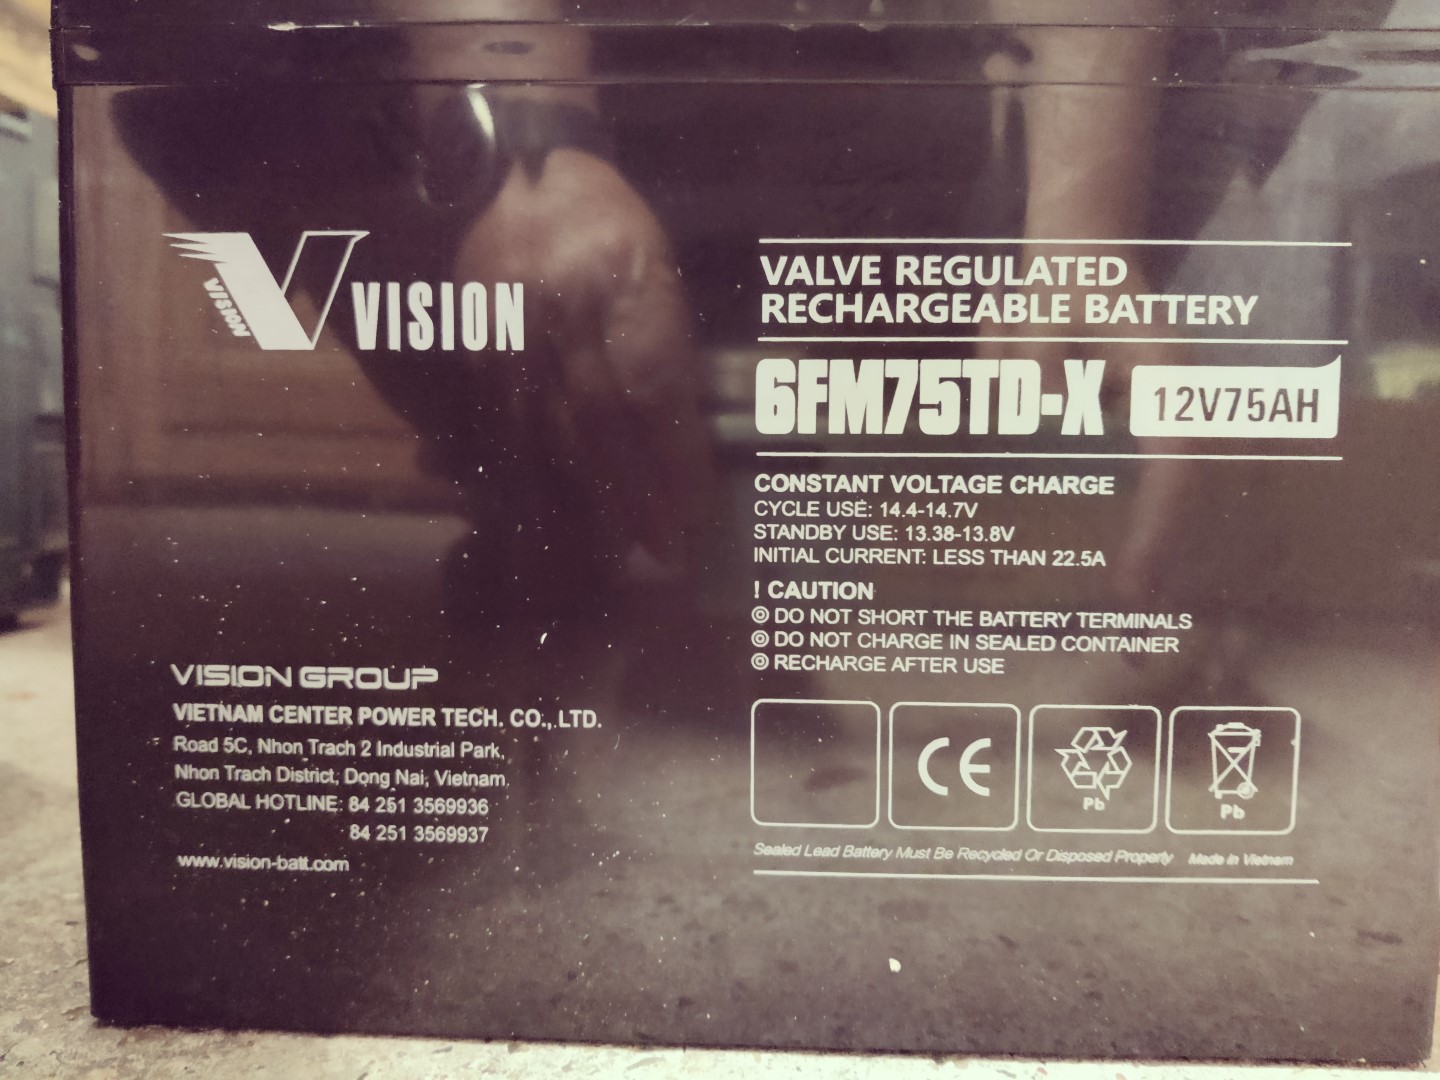 VISION
VISION
VISION GROUP
VIETNAM CENTER POWER TECH. CO., LTD.
Road 5C, Nhon Trach 2 Industrial Park,
Nhon Trach District, Dong Nai, Vietnam.
GLOBAL HOTLINE: 84 251 3569936
84 251 3569937
www.vision-batt.com
VALVE REGULATED
RECHARGEABLE BATTERY
6FM75TD-X 12V75AH
CONSTANT VOLTAGE CHARGE
CYCLE USE: 14.4-14.7V
STANDBY USE: 13.38-13.8V
INITIAL CURRENT: LESS THAN 22.5A
! CAUTION
◎ DO NOT SHORT THE BATTERY TERMINALS
◎ DO NOT CHARGE IN SEALED CONTAINER
◎ RECHARGE AFTER USE
CE
Pb
Pb
Sealed Lead Battery Must Be Recycled Or Disposed Properly Made in Vietnam